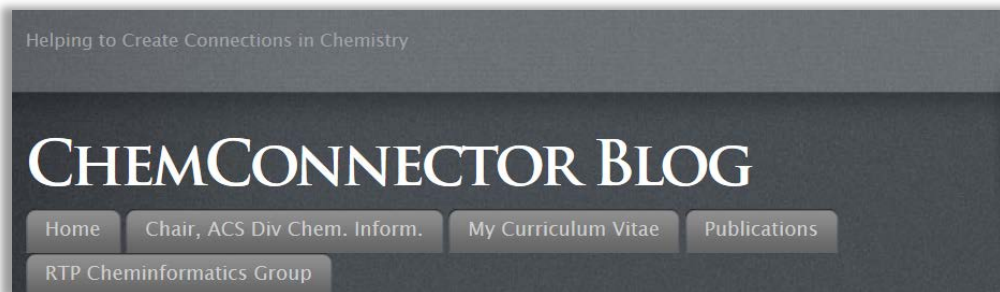 Helping to Create Connections in Chemistry
CHEMCONNECTOR BLOG
Home Chair, ACS Div Chem. Inform. My Curriculum Vitae Publications
RTP Cheminformatics Group